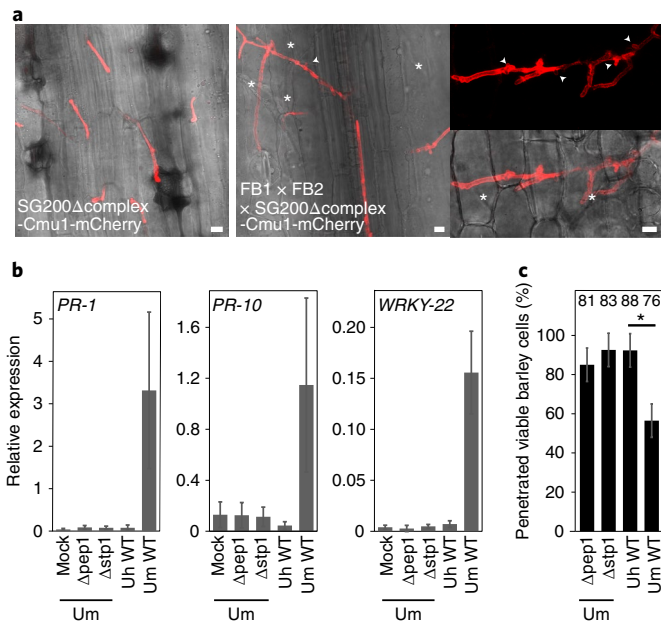 a
SG200Δcomplex
-Cmu1-mCherry
FB1 × FB2
× SG200Δcomplex
-Cmu1-mCherry
*
*
*
*
*
*
b
Relative expression
PR-1
5
4
3
2
1
0
Mock
Δpep1
Δstp1
Uh WT
Um WT
Um
PR-10
1.6
1.2
0.8
0.4
0
Mock
Δpep1
Δstp1
Uh WT
Um WT
Um
WRKY-22
0.20
0.15
0.10
0.05
0
Mock
Δpep1
Δstp1
Uh WT
Um WT
Um
c
Penetrated viable barley cells (%)
81 83 88 76
*
100
80
60
40
20
0
Δpep1
Δstp1
Uh WT
Um WT
Um